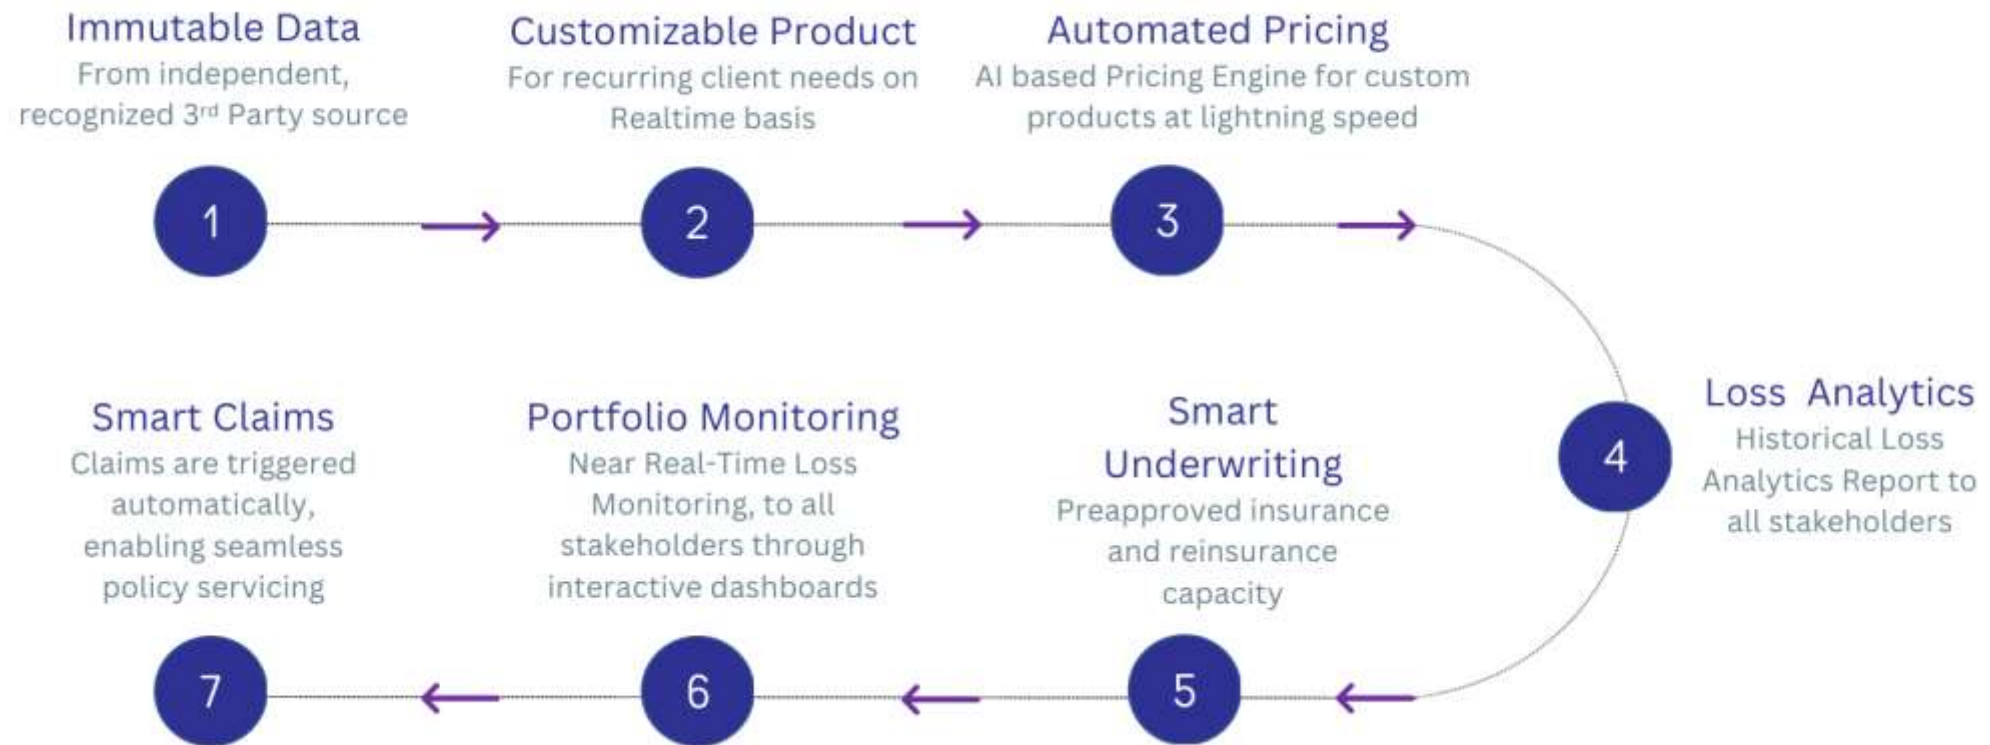 Immutable Data
From independent,
recognized 3rd Party source
1
Customizable Product
For recurring client needs on
Realtime basis
2
Automated Pricing
AI based Pricing Engine for custom
products at lightning speed
3
Loss Analytics
Historical Loss
Analytics Report to
all stakeholders
4
Smart
Underwriting
Preapproved insurance
and reinsurance
capacity
5
Portfolio Monitoring
Near Real-Time Loss
Monitoring, to all
stakeholders through
interactive dashboards
6
Smart Claims
Claims are triggered
automatically,
enabling seamless
policy servicing
7